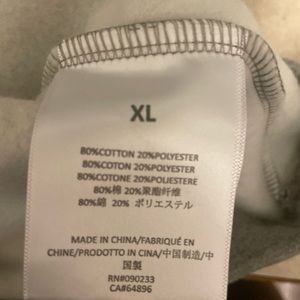 XL
80%COTTON 20%POLYESTER
80%COTON 20%POLYESTER
80%COTONE 20%POLIESTERE
80%棉 20%聚酯纤维
80%綿 20% ポリエステル
MADE IN CHINA/FABRIQUÉ EN
CHINE/PRODOTTO IN CINA/中国制造/中
国製
RN#090233
CA#64896